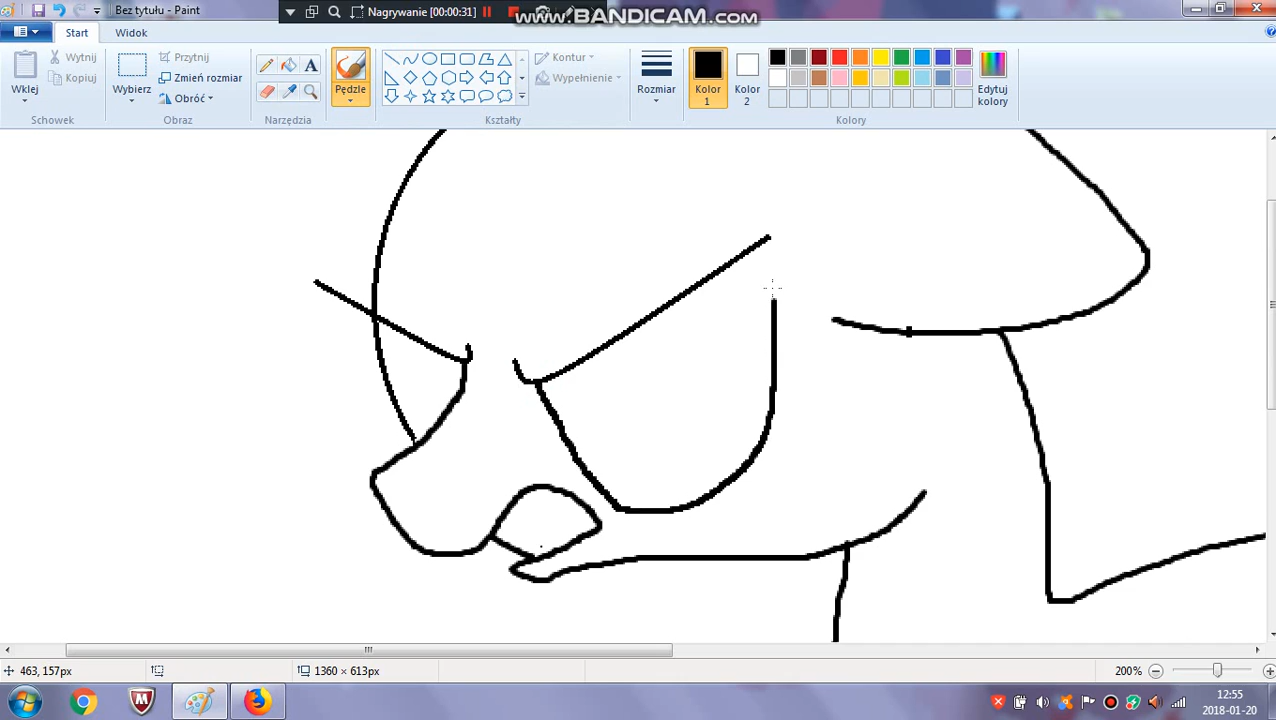 Bez tytułu - Paint
Nagrywanie [00:00:31]
www.BANDICAM.com
Start
Widok
Wklej
Wytnij
Kopiuj
Schowek
Wybierz
Przytnij
Zmień rozmiar
Obróć
Obraz
A
Narzędzia
Pędzle
Kontur
Wypełnienie
Kształty
Rozmiar
Kolor 1
Kolor 2
Edytuj kolory
Kolory
463, 157px
1360 × 613px
200%
12:55
2018-01-20